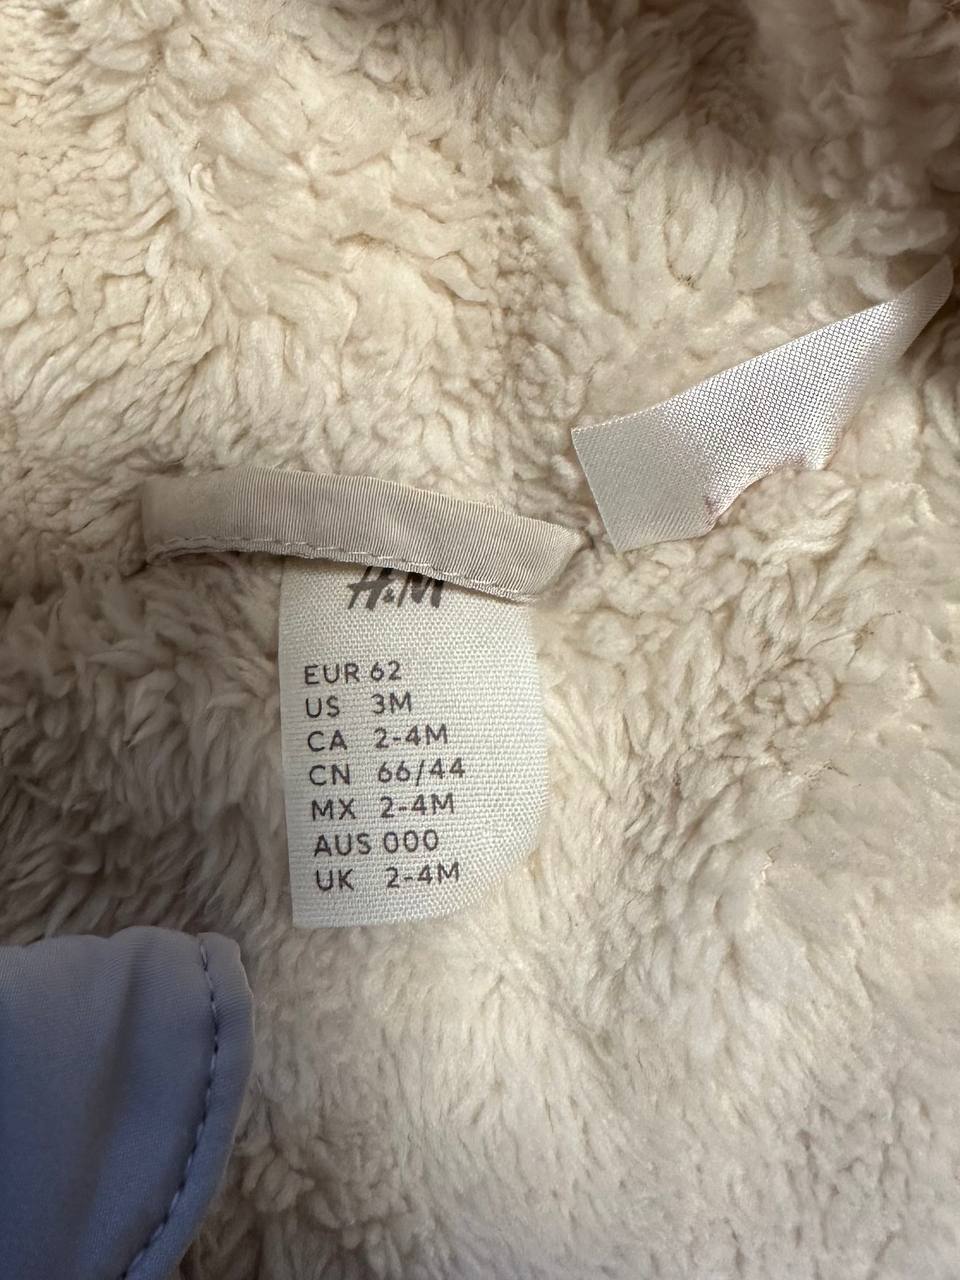 H&M
EUR 62
US 3M
CA 2-4M
CN 66/44
MX 2-4M
AUS 000
UK 2-4M